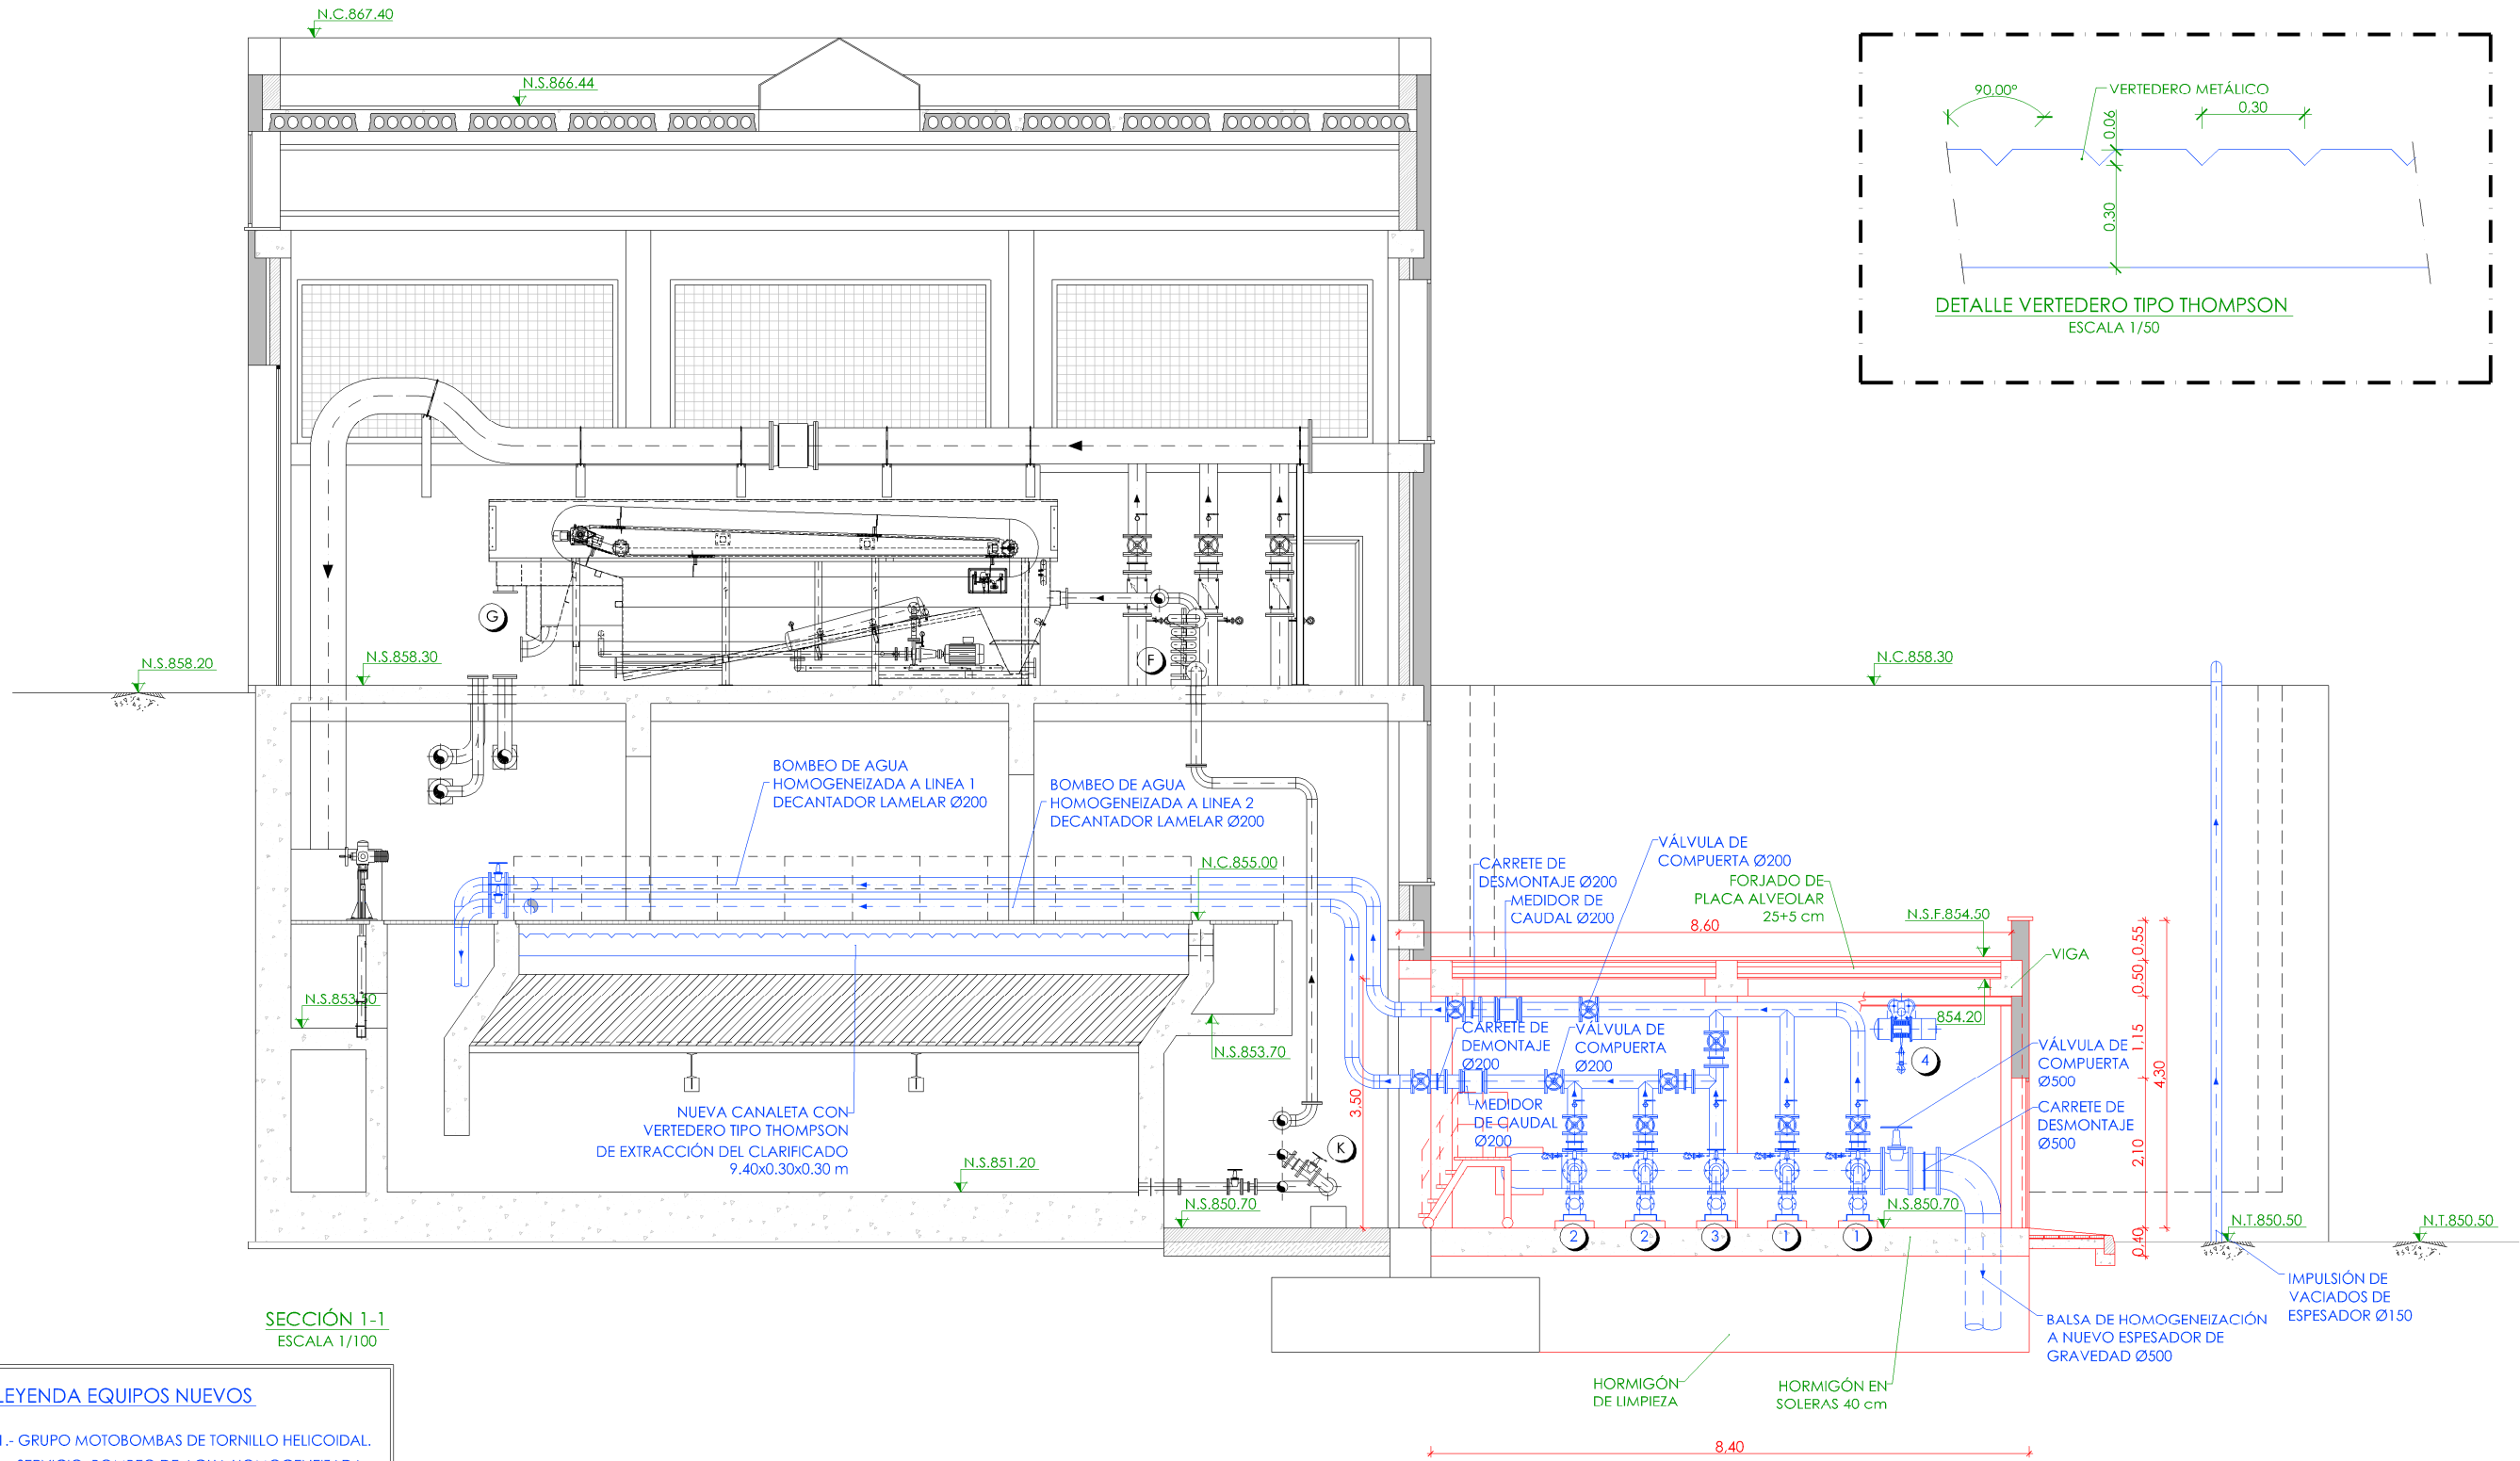 N.C.867.40
N.S.866.44
90,00°
VERTEDERO METÁLICO
0,30
0.06
0.30
DETALLE VERTEDERO TIPO THOMPSON
ESCALA 1/50
G
F
N.S.858.20
N.S.858.30
N.C.858.30
BOMBEO DE AGUA
HOMOGENEIZADA A LINEA 1
DECANTADOR LAMELAR Ø200
BOMBEO DE AGUA
HOMOGENEIZADA A LINEA 2
DECANTADOR LAMELAR Ø200
N.C.855.00
VÁLVULA DE
COMPUERTA Ø200
CARRETE DE
DESMONTAJE Ø200
MEDIDOR DE
CAUDAL Ø200
FORJADO DE
PLACA ALVEOLAR
25+5 cm
8,60
N.S.F.854.50
VIGA
0,55
0,50
1,15
4,30
2,10
0,40
854.20
4
N.S.853.50
N.S.853.70
CARRETE DE
DEMONTAJE
Ø200
VÁLVULA DE
COMPUERTA
Ø200
MEDIDOR
DE CAUDAL
Ø200
3,50
VÁLVULA DE
COMPUERTA
Ø500
CARRETE DE
DESMONTAJE
Ø500
NUEVA CANALETA CON
VERTEDERO TIPO THOMPSON
DE EXTRACCIÓN DEL CLARIFICADO
9.40x0.30x0.30 m
N.S.851.20
K
N.S.850.70
N.S.850.70
2
2
3
1
1
N.T.850.50
N.T.850.50
IMPULSIÓN DE
VACIADOS DE
ESPESADOR Ø150
BALSA DE HOMOGENEIZACIÓN
A NUEVO ESPESADOR DE
GRAVEDAD Ø500
HORMIGÓN
DE LIMPIEZA
HORMIGÓN EN
SOLERAS 40 cm
8,40
SECCIÓN 1-1
ESCALA 1/100
LEYENDA EQUIPOS NUEVOS
1.- GRUPO MOTOBOMBAS DE TORNILLO HELICOIDAL.